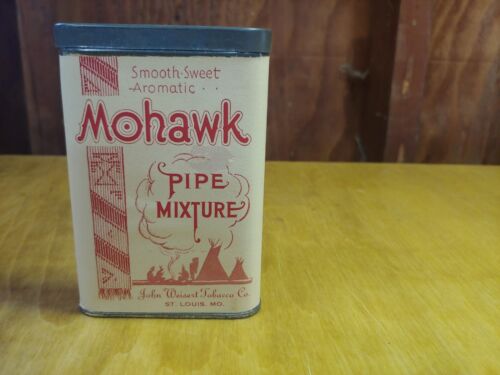 Smooth-Sweet
-Aromatic · ·
Mohawk
PIPE
MIXTURE
John Weisert Tobacco Co.
ST. LOUIS. MO.